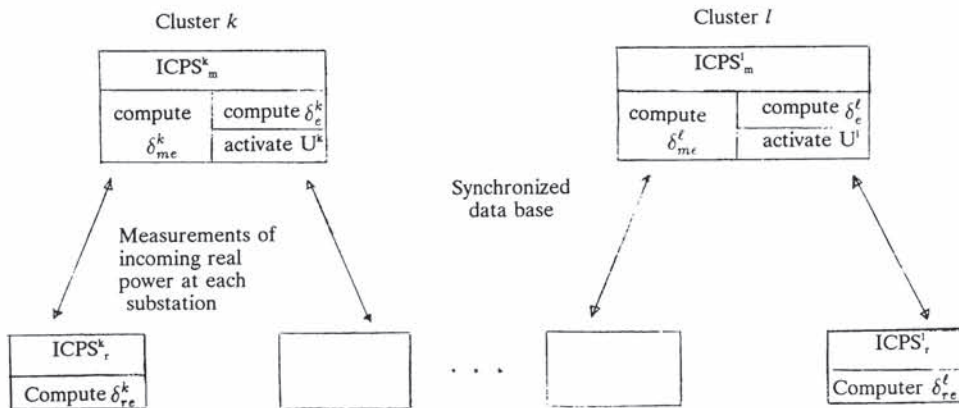 Cluster k
Cluster l
ICPS^k_m
ICPS^l_m
compute
δ^k_me
compute δ^k_e
activate U^k
compute
δ^ℓ_me
compute δ^ℓ_e
activate U^l
Synchronized
data base
Measurements of
incoming real
power at each
substation
ICPS^k_r
Compute δ^k_re
. . .
ICPS^l_r
Computer δ^ℓ_re